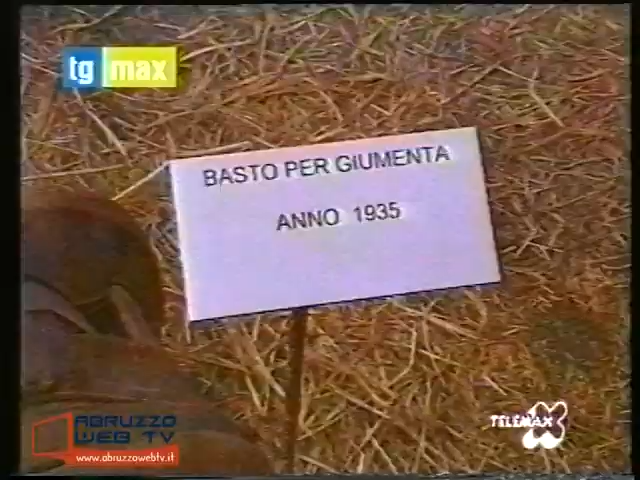 tg max
BASTO PER GIUMENTA
ANNO 1935
ABRUZZO
WEB TV
www.abruzzowebtv.it
TELEMAX